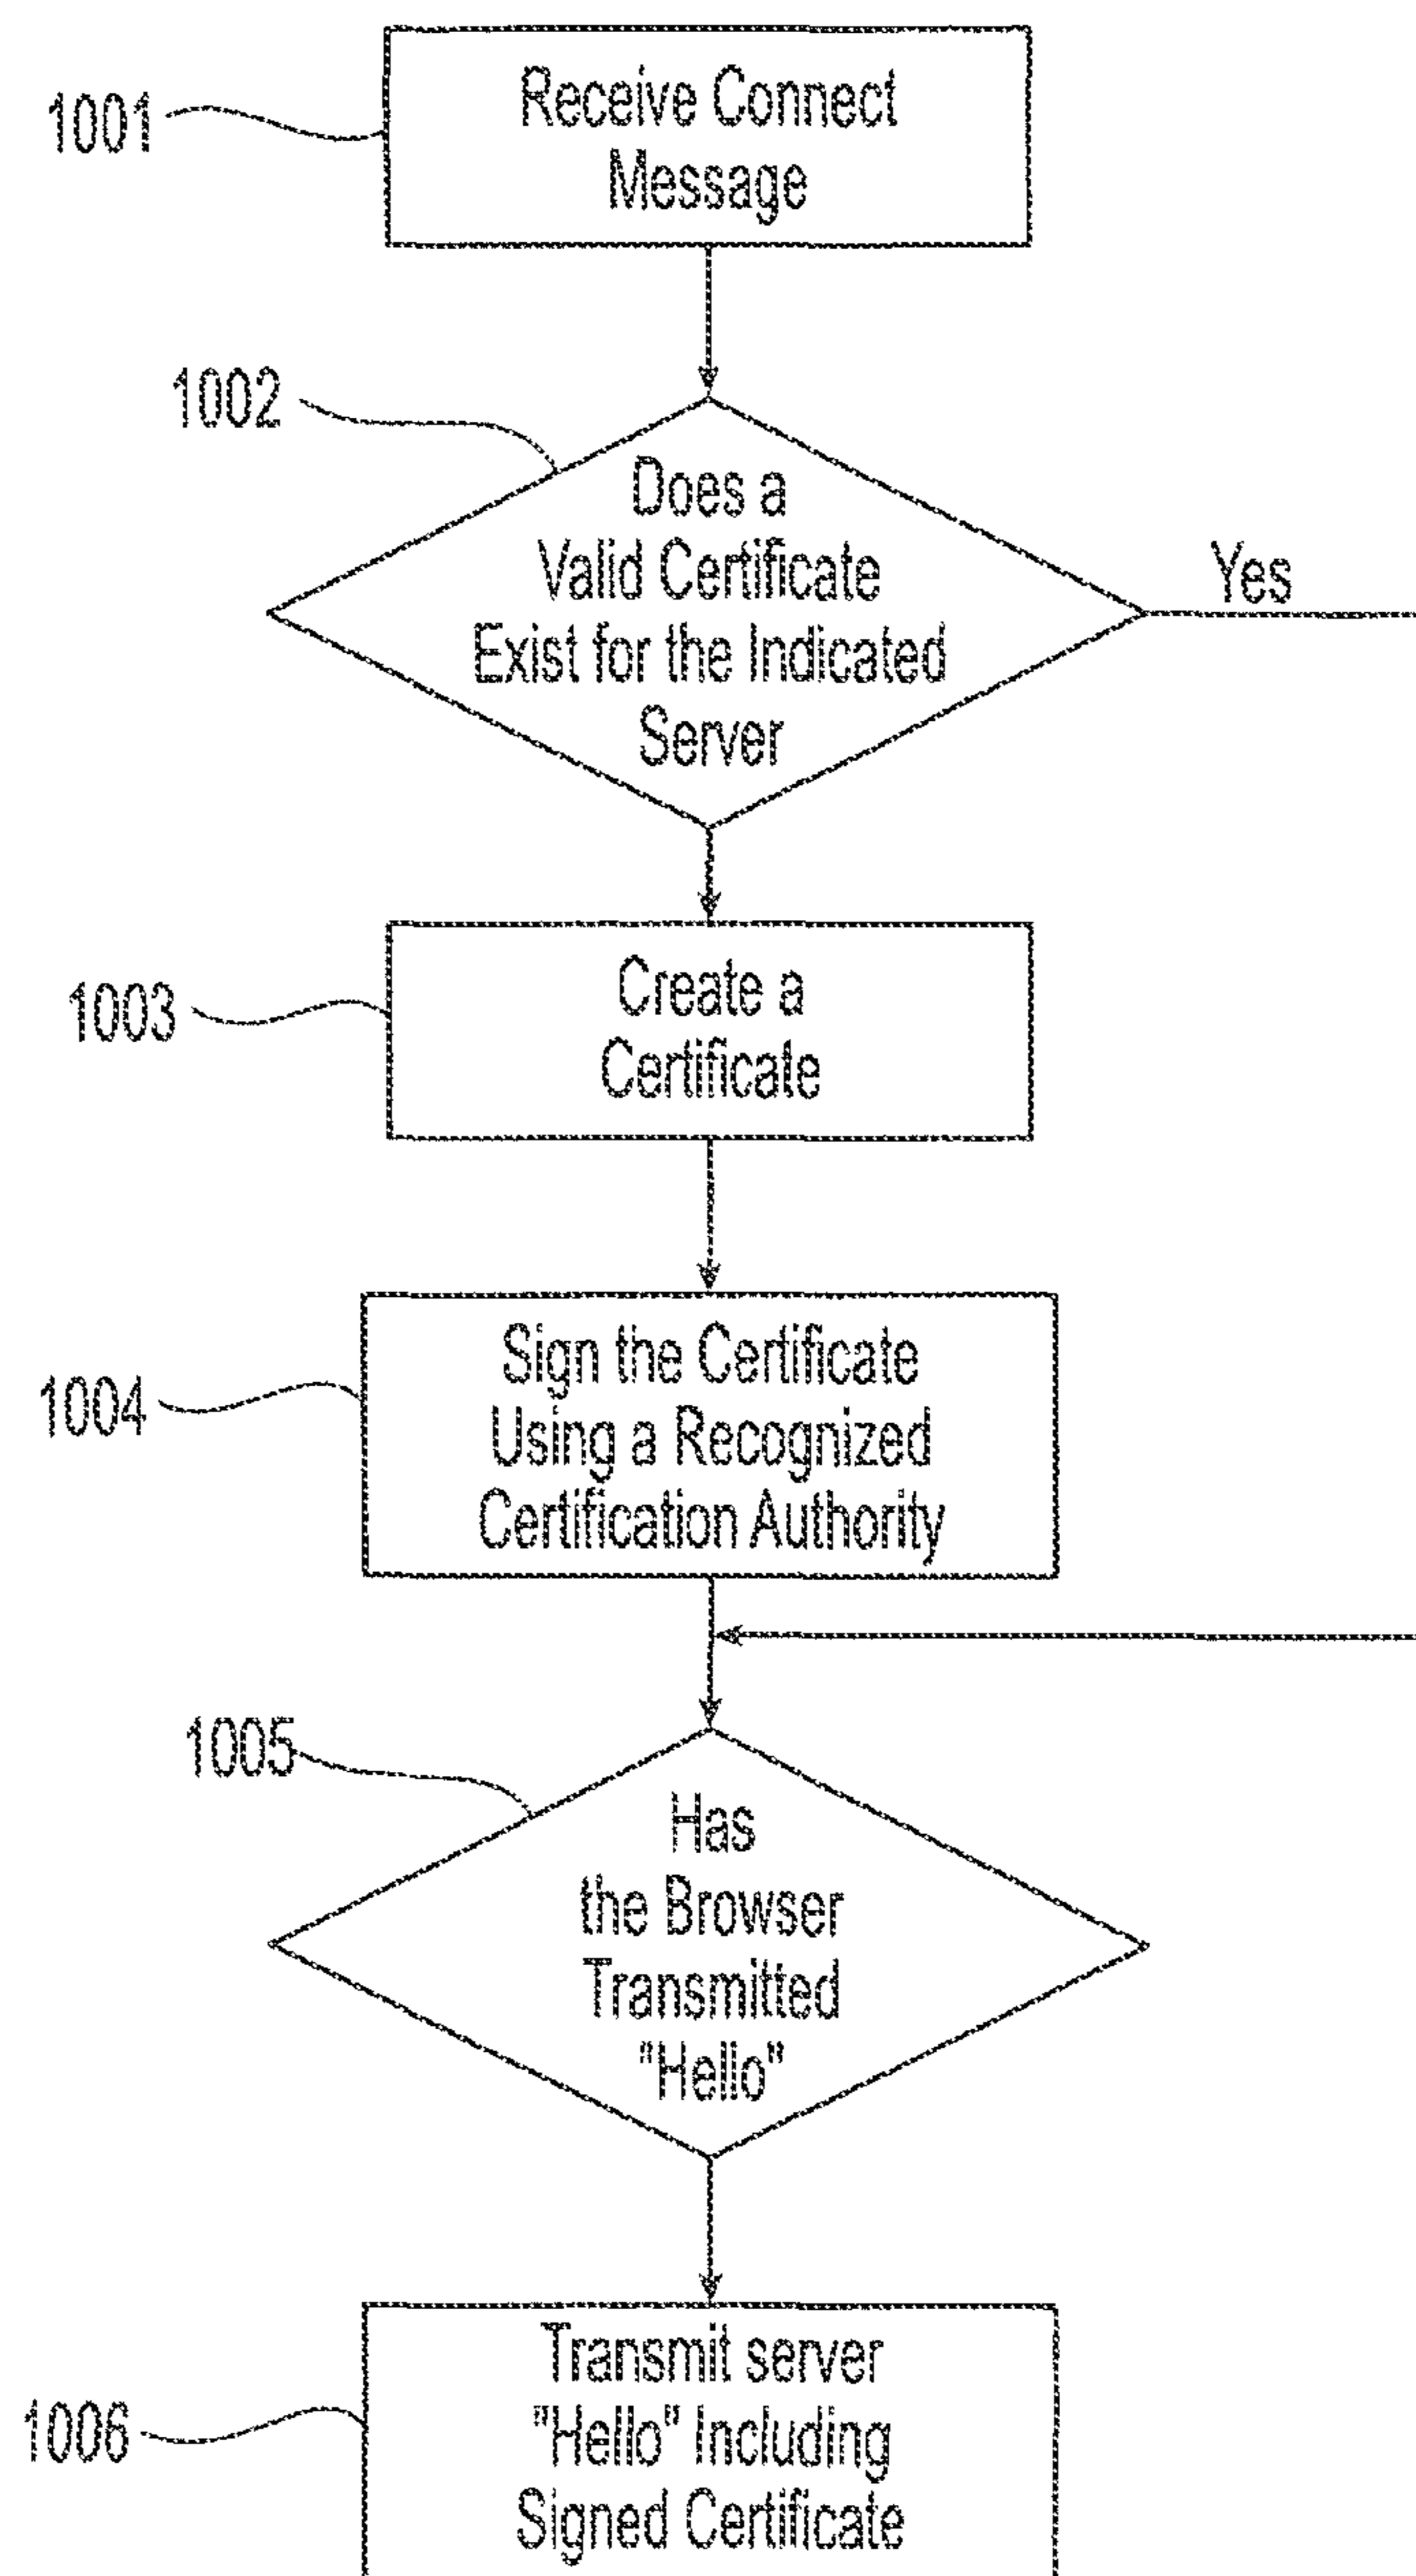 1001
Receive Connect
Message
1002
Does a
Valid Certificate
Exist for the Indicated
Server
Yes
1003
Create a
Certificate
1004
Sign the Certificate
Using a Recognized
Certification Authority
1005
Has
the Browser
Transmitted
"Hello"
1006
Transmit server
"Hello" Including
Signed Certificate